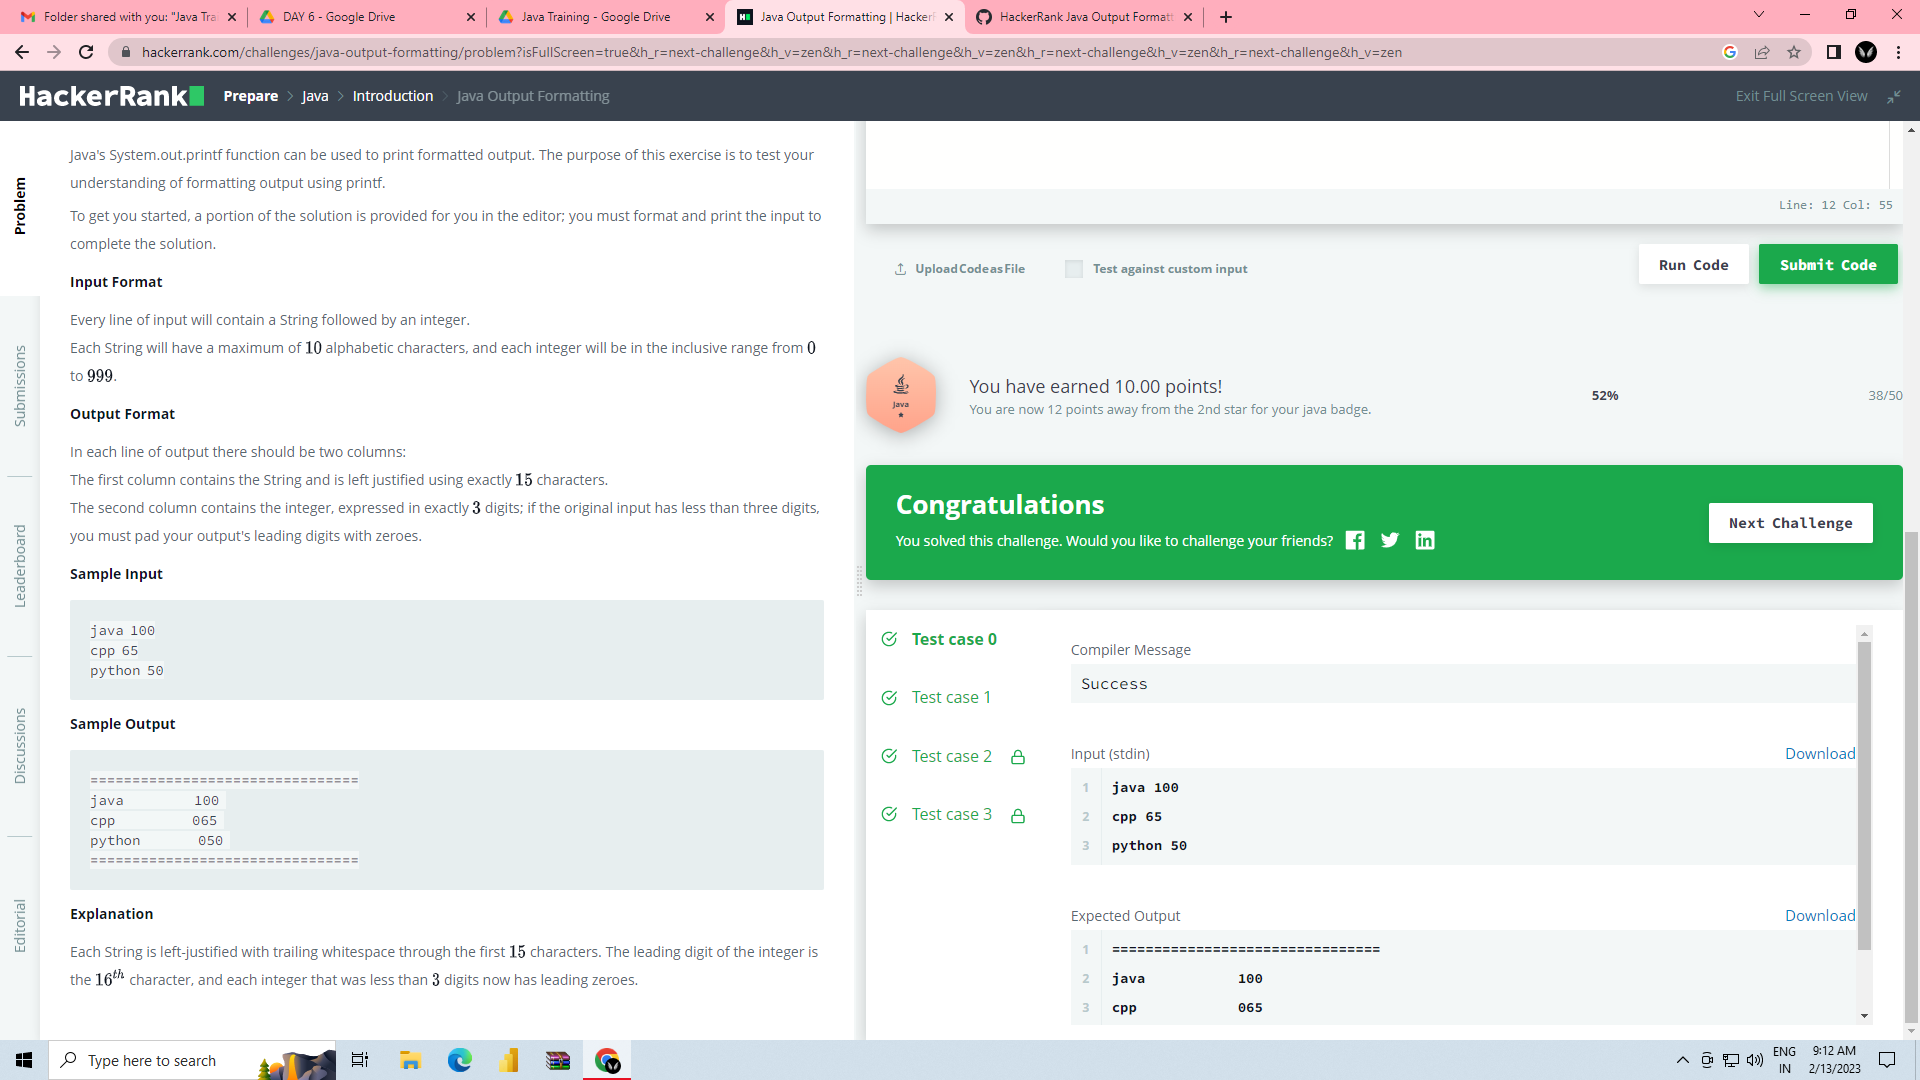 Folder shared with you: "Java Trai
DAY 6 - Google Drive
Java Training - Google Drive
Java Output Formatting | HackerR
HackerRank Java Output Formatt
hackerrank.com/challenges/java-output-formatting/problem?isFullScreen=true&h_r=next-challenge&h_v=zen&h_r=next-challenge&h_v=zen&h_r=next-challenge&h_v=zen&h_r=next-challenge&h_v=zen
HackerRank
Prepare > Java > Introduction > Java Output Formatting
Exit Full Screen View
Problem
Submissions
Leaderboard
Discussions
Editorial
Java's System.out.printf function can be used to print formatted output. The purpose of this exercise is to test your
understanding of formatting output using printf.
To get you started, a portion of the solution is provided for you in the editor; you must format and print the input to
complete the solution.
Input Format
Every line of input will contain a String followed by an integer.
Each String will have a maximum of 10 alphabetic characters, and each integer will be in the inclusive range from 0
to 999.
Output Format
In each line of output there should be two columns:
The first column contains the String and is left justified using exactly 15 characters.
The second column contains the integer, expressed in exactly 3 digits; if the original input has less than three digits,
you must pad your output's leading digits with zeroes.
Sample Input
java 100
cpp 65
python 50
Sample Output
================================
java           100
cpp            065
python         050
================================
Explanation
Each String is left-justified with trailing whitespace through the first 15 characters. The leading digit of the integer is
the 16th character, and each integer that was less than 3 digits now has leading zeroes.
Line: 12 Col: 55
Upload Code as File
Test against custom input
Run Code
Submit Code
Java
You have earned 10.00 points!
You are now 12 points away from the 2nd star for your java badge.
52%
38/50
Congratulations
You solved this challenge. Would you like to challenge your friends?
Next Challenge
Test case 0
Test case 1
Test case 2
Test case 3
Compiler Message
Success
Input (stdin)
Download
1 java 100
2 cpp 65
3 python 50
Expected Output
Download
1 ================================
2 java           100
3 cpp            065
Type here to search
ENG
IN
9:12 AM
2/13/2023